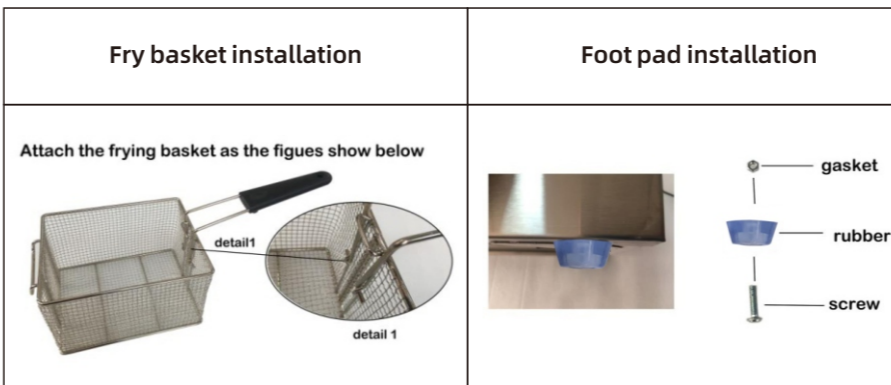 Fry basket installation
Foot pad installation
Attach the frying basket as the figues show below
detail1
detail 1
gasket
rubber
screw